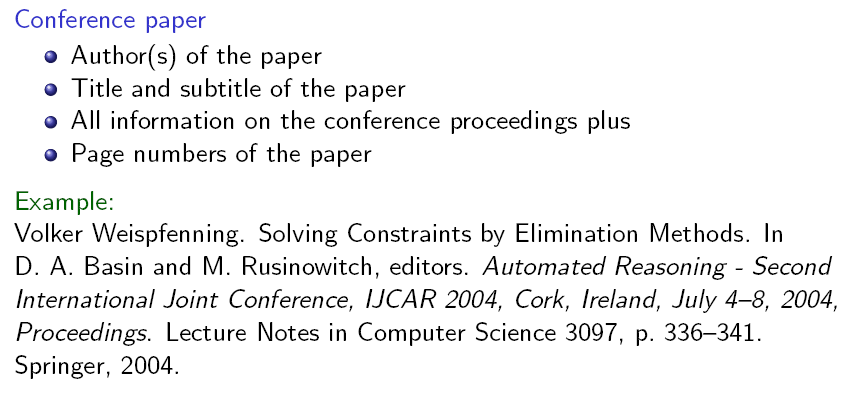 Conference paper
Author(s) of the paper
Title and subtitle of the paper
All information on the conference proceedings plus
Page numbers of the paper
Example:
Volker Weispfenning. Solving Constraints by Elimination Methods. In
D. A. Basin and M. Rusinowitch, editors. Automated Reasoning - Second
International Joint Conference, IJCAR 2004, Cork, Ireland, July 4–8, 2004,
Proceedings. Lecture Notes in Computer Science 3097, p. 336–341.
Springer, 2004.